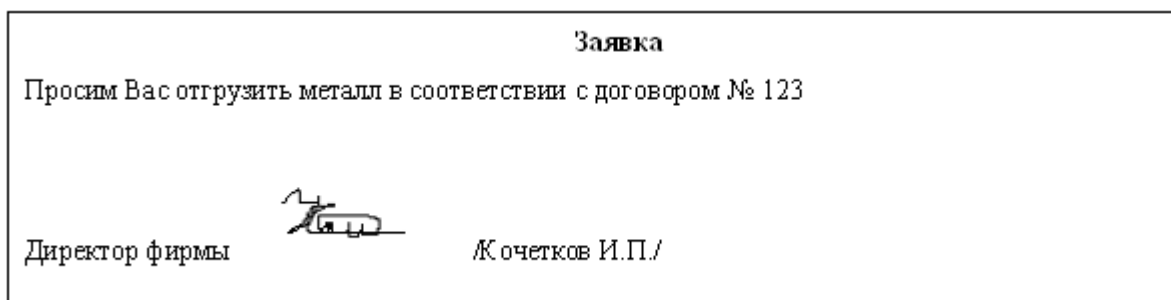 Заявка
Просим Вас отгрузить металл в соответствии с договором № 123
Директор фирмы /Кочетков И.П./